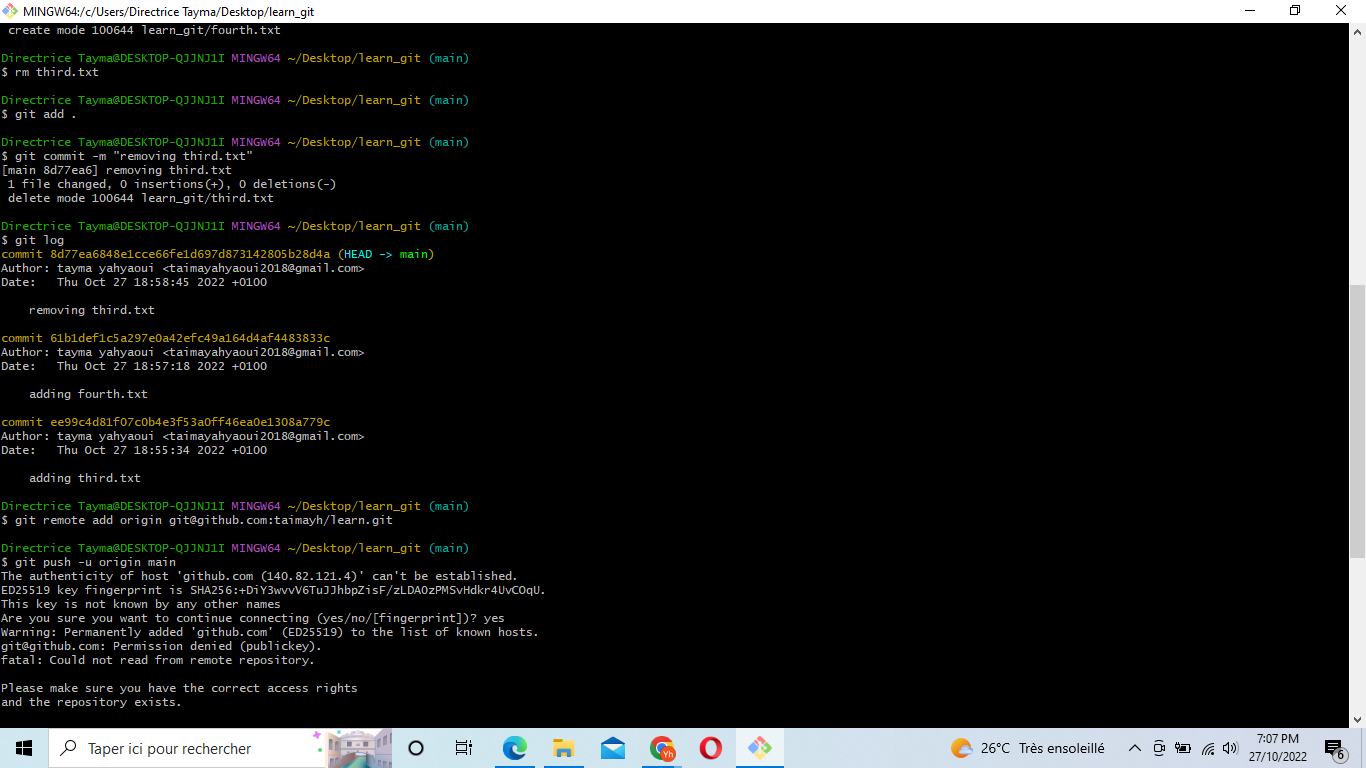 MINGW64:/c/Users/Directrice Tayma/Desktop/learn_git
create mode 100644 learn_git/fourth.txt
Directrice Tayma@DESKTOP-QJJNJ1I MINGW64 ~/Desktop/learn_git (main)
$ rm third.txt
Directrice Tayma@DESKTOP-QJJNJ1I MINGW64 ~/Desktop/learn_git (main)
$ git add .
Directrice Tayma@DESKTOP-QJJNJ1I MINGW64 ~/Desktop/learn_git (main)
$ git commit -m "removing third.txt"
[main 8d77ea6] removing third.txt
1 file changed, 0 insertions(+), 0 deletions(-)
delete mode 100644 learn_git/third.txt
Directrice Tayma@DESKTOP-QJJNJ1I MINGW64 ~/Desktop/learn_git (main)
$ git log
commit 8d77ea6848e1cce66fe1d697d873142805b28d4a (HEAD -> main)
Author: tayma yahyaoui <taimayahyaoui2018@gmail.com>
Date:   Thu Oct 27 18:58:45 2022 +0100
removing third.txt
commit 61b1def1c5a297e0a42efc49a164d4af4483833c
Author: tayma yahyaoui <taimayahyaoui2018@gmail.com>
Date:   Thu Oct 27 18:57:18 2022 +0100
adding fourth.txt
commit ee99c4d81f07c0b4e3f53a0ff46ea0e1308a779c
Author: tayma yahyaoui <taimayahyaoui2018@gmail.com>
Date:   Thu Oct 27 18:55:34 2022 +0100
adding third.txt
Directrice Tayma@DESKTOP-QJJNJ1I MINGW64 ~/Desktop/learn_git (main)
$ git remote add origin git@github.com:taimayh/learn.git
Directrice Tayma@DESKTOP-QJJNJ1I MINGW64 ~/Desktop/learn_git (main)
$ git push -u origin main
The authenticity of host 'github.com (140.82.121.4)' can't be established.
ED25519 key fingerprint is SHA256:+DiY3wvvV6TuJJhbpZisF/zLDA0zPMSvHdkr4UvCOqU.
This key is not known by any other names
Are you sure you want to continue connecting (yes/no/[fingerprint])? yes
Warning: Permanently added 'github.com' (ED25519) to the list of known hosts.
git@github.com: Permission denied (publickey).
fatal: Could not read from remote repository.
Please make sure you have the correct access rights
and the repository exists.
Taper ici pour rechercher
Yh
26°C Très ensoleillé
7:07 PM
27/10/2022
6